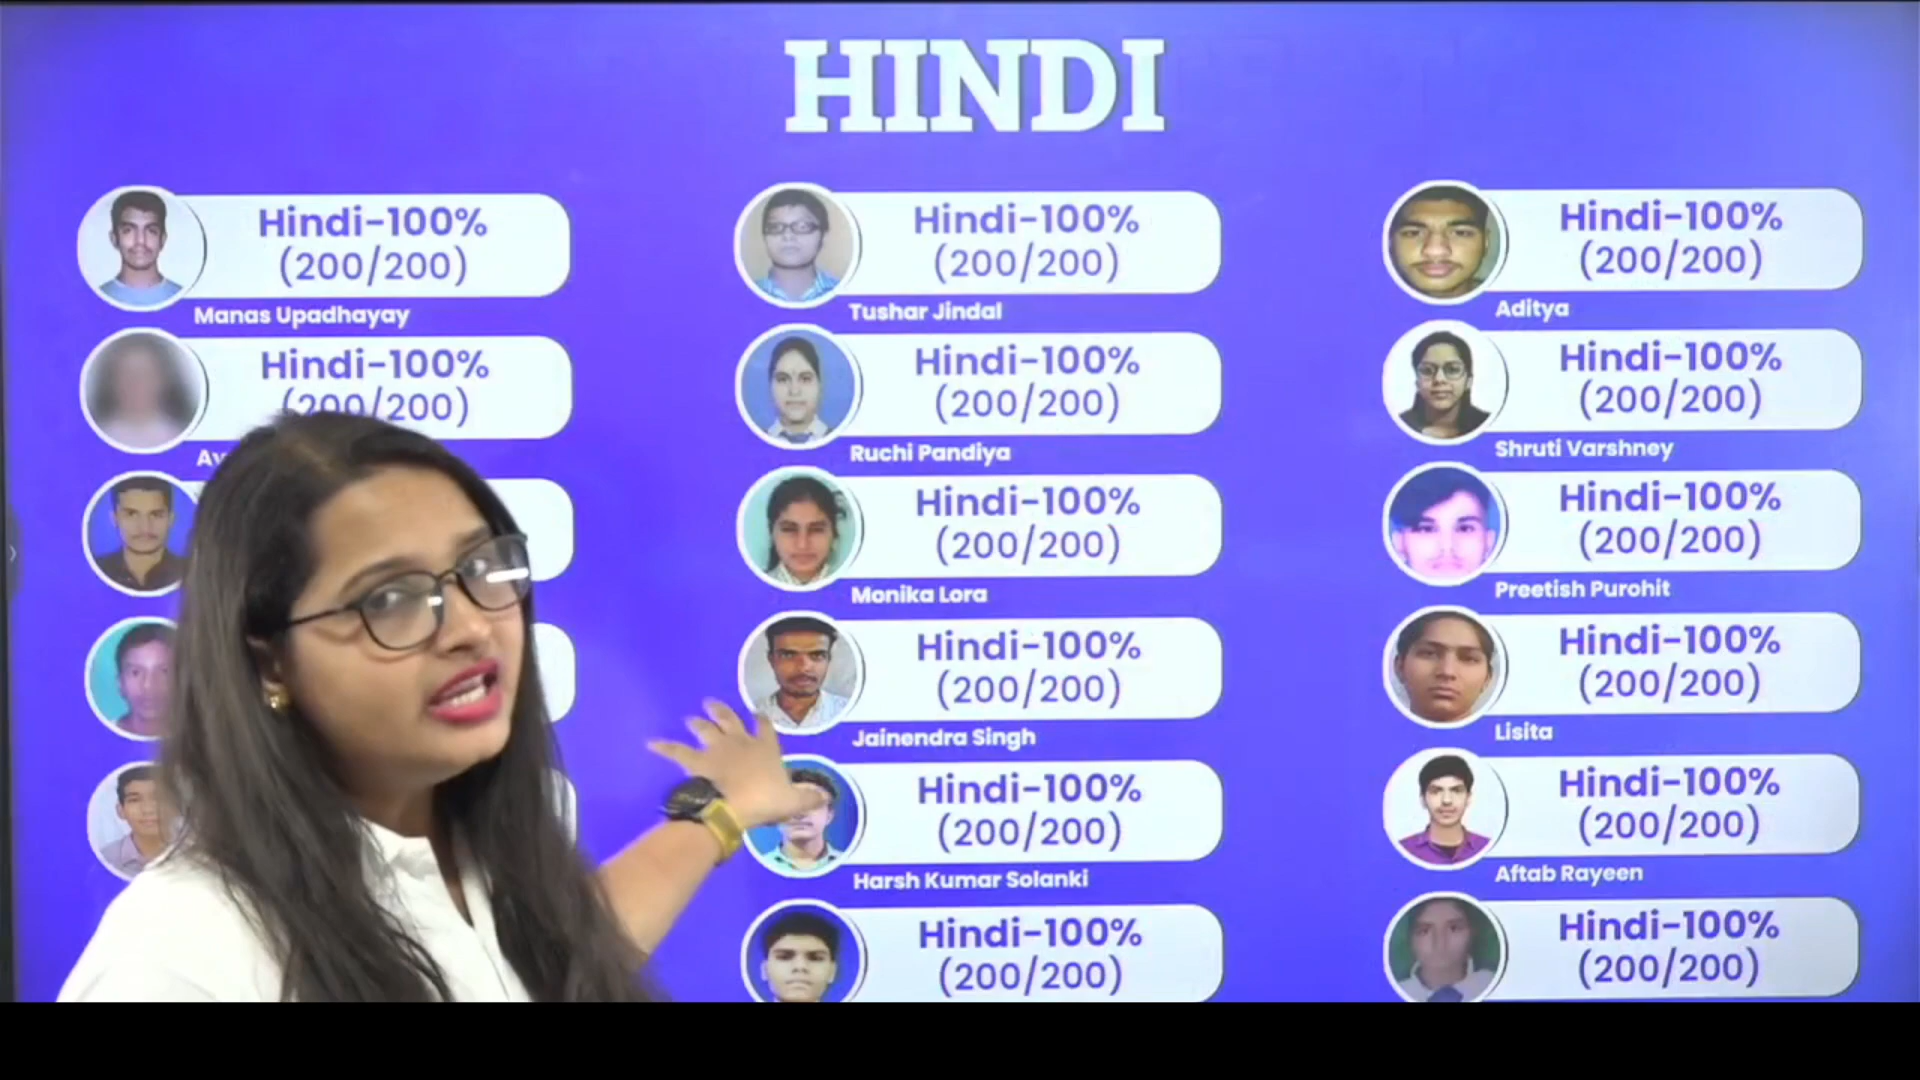 HINDI
Hindi-100%
(200/200)
Manas Upadhayay
Hindi-100%
(200/200)
Hindi-100%
(200/200)
Tushar Jindal
Hindi-100%
(200/200)
Ruchi Pandiya
Hindi-100%
(200/200)
Monika Lora
Hindi-100%
(200/200)
Jainendra Singh
Hindi-100%
(200/200)
Harsh Kumar Solanki
Hindi-100%
(200/200)
Hindi-100%
(200/200)
Aditya
Hindi-100%
(200/200)
Shruti Varshney
Hindi-100%
(200/200)
Preetish Purohit
Hindi-100%
(200/200)
Lisita
Hindi-100%
(200/200)
Aftab Rayeen
Hindi-100%
(200/200)